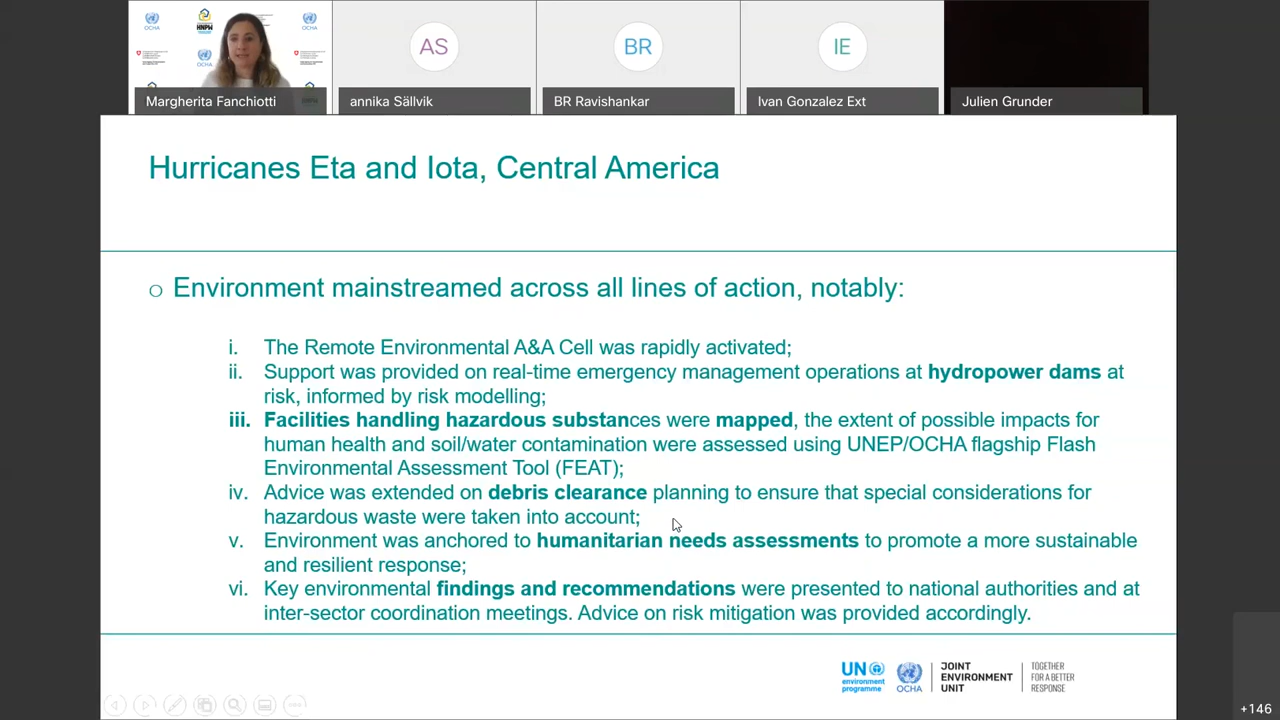 OCHA
HNPW
OCHA
OCHA
AS
BR
IE
Margherita Fanchiotti
annika Sällvik
BR Ravishankar
Ivan Gonzalez Ext
Julien Grunder
Hurricanes Eta and Iota, Central America
o Environment mainstreamed across all lines of action, notably:
i. The Remote Environmental A&A Cell was rapidly activated;
ii. Support was provided on real-time emergency management operations at hydropower dams at
risk, informed by risk modelling;
iii. Facilities handling hazardous substances were mapped, the extent of possible impacts for
human health and soil/water contamination were assessed using UNEP/OCHA flagship Flash
Environmental Assessment Tool (FEAT);
iv. Advice was extended on debris clearance planning to ensure that special considerations for
hazardous waste were taken into account;
v. Environment was anchored to humanitarian needs assessments to promote a more sustainable
and resilient response;
vi. Key environmental findings and recommendations were presented to national authorities and at
inter-sector coordination meetings. Advice on risk mitigation was provided accordingly.
UN
environment
programme
OCHA
JOINT
ENVIRONMENT
UNIT
TOGETHER
FOR A BETTER
RESPONSE
+146